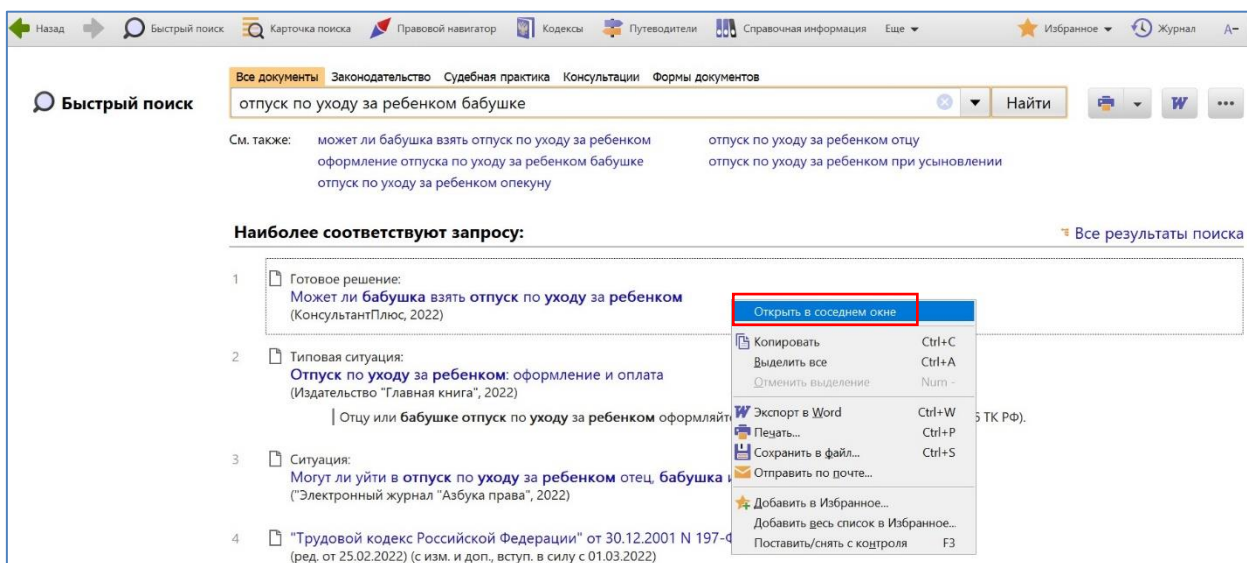 Назад Быстрый поиск Карточка поиска Правовой навигатор Кодексы Путеводители Справочная информация Еще Избранное Журнал А−
Все документы Законодательство Судебная практика Консультации Формы документов
Быстрый поиск отпуск по уходу за ребенком бабушке Найти
См. также: может ли бабушка взять отпуск по уходу за ребенком отпуск по уходу за ребенком отцу
оформление отпуска по уходу за ребенком бабушке отпуск по уходу за ребенком при усыновлении
отпуск по уходу за ребенком опекуну
Наиболее соответствуют запросу: Все результаты поиска
1 Готовое решение:
Может ли бабушка взять отпуск по уходу за ребенком
(КонсультантПлюс, 2022)
2 Типовая ситуация:
Отпуск по уходу за ребенком: оформление и оплата
(Издательство "Главная книга", 2022)
Отцу или бабушке отпуск по уходу за ребенком оформляйт ТК РФ).
3 Ситуация:
Могут ли уйти в отпуск по уходу за ребенком отец, бабушка
("Электронный журнал "Азбука права", 2022)
4 "Трудовой кодекс Российской Федерации" от 30.12.2001 N 197-Ф
(ред. от 25.02.2022) (с изм. и доп., вступ. в силу с 01.03.2022)
Открыть в соседнем окне
Копировать Ctrl+C
Выделить все Ctrl+A
Отменить выделение Num -
Экспорт в Word Ctrl+W
Печать... Ctrl+P
Сохранить в файл... Ctrl+S
Отправить по почте...
Добавить в Избранное...
Добавить весь список в Избранное...
Поставить/снять с контроля F3